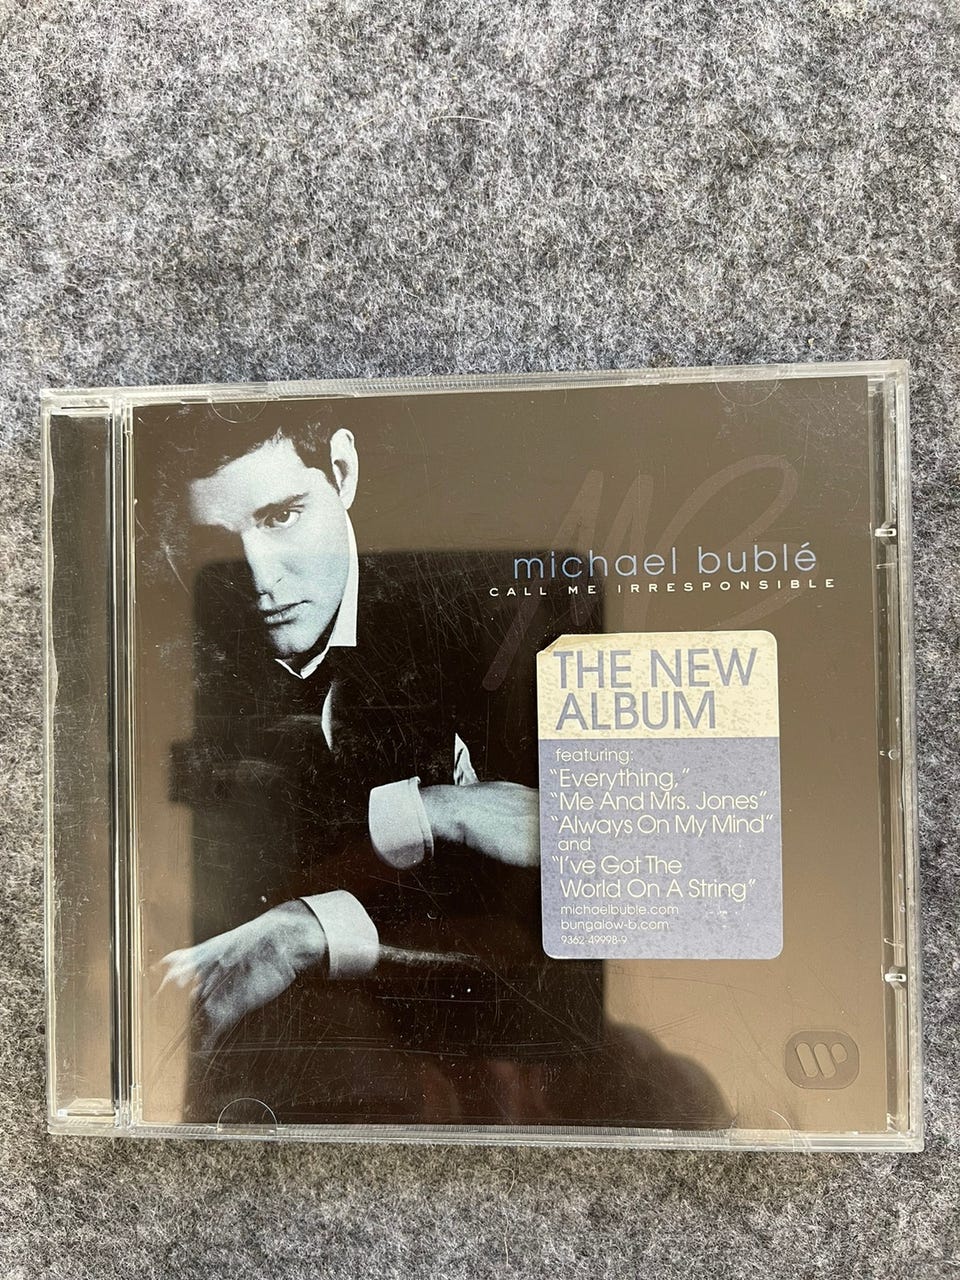 MB
michael bublé
CALL ME IRRESPONSIBLE
THE NEW
ALBUM
featuring:
"Everything,"
"Me And Mrs. Jones"
"Always On My Mind"
and
"I've Got The
World On A String"
michaelbuble.com
bungalow-b.com
9362-49998-9